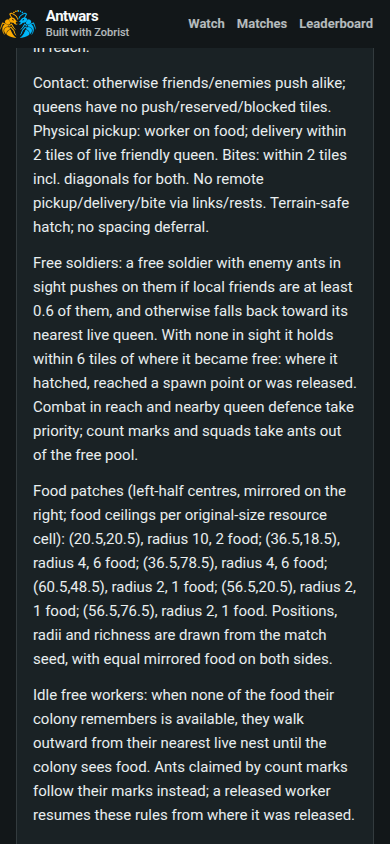 Antwars
Built with Zobrist
Watch Matches Leaderboard
in reach.
Contact: otherwise friends/enemies push alike;
queens have no push/reserved/blocked tiles.
Physical pickup: worker on food; delivery within
2 tiles of live friendly queen. Bites: within 2 tiles
incl. diagonals for both. No remote
pickup/delivery/bite via links/rests. Terrain-safe
hatch; no spacing deferral.
Free soldiers: a free soldier with enemy ants in
sight pushes on them if local friends are at least
0.6 of them, and otherwise falls back toward its
nearest live queen. With none in sight it holds
within 6 tiles of where it became free: where it
hatched, reached a spawn point or was released.
Combat in reach and nearby queen defence take
priority; count marks and squads take ants out
of the free pool.
Food patches (left-half centres, mirrored on the
right; food ceilings per original-size resource
cell): (20.5,20.5), radius 10, 2 food; (36.5,18.5),
radius 4, 6 food; (36.5,78.5), radius 4, 6 food;
(60.5,48.5), radius 2, 1 food; (56.5,20.5), radius 2,
1 food; (56.5,76.5), radius 2, 1 food. Positions,
radii and richness are drawn from the match
seed, with equal mirrored food on both sides.
Idle free workers: when none of the food their
colony remembers is available, they walk
outward from their nearest live nest until the
colony sees food. Ants claimed by count marks
follow their marks instead; a released worker
resumes these rules from where it was released.